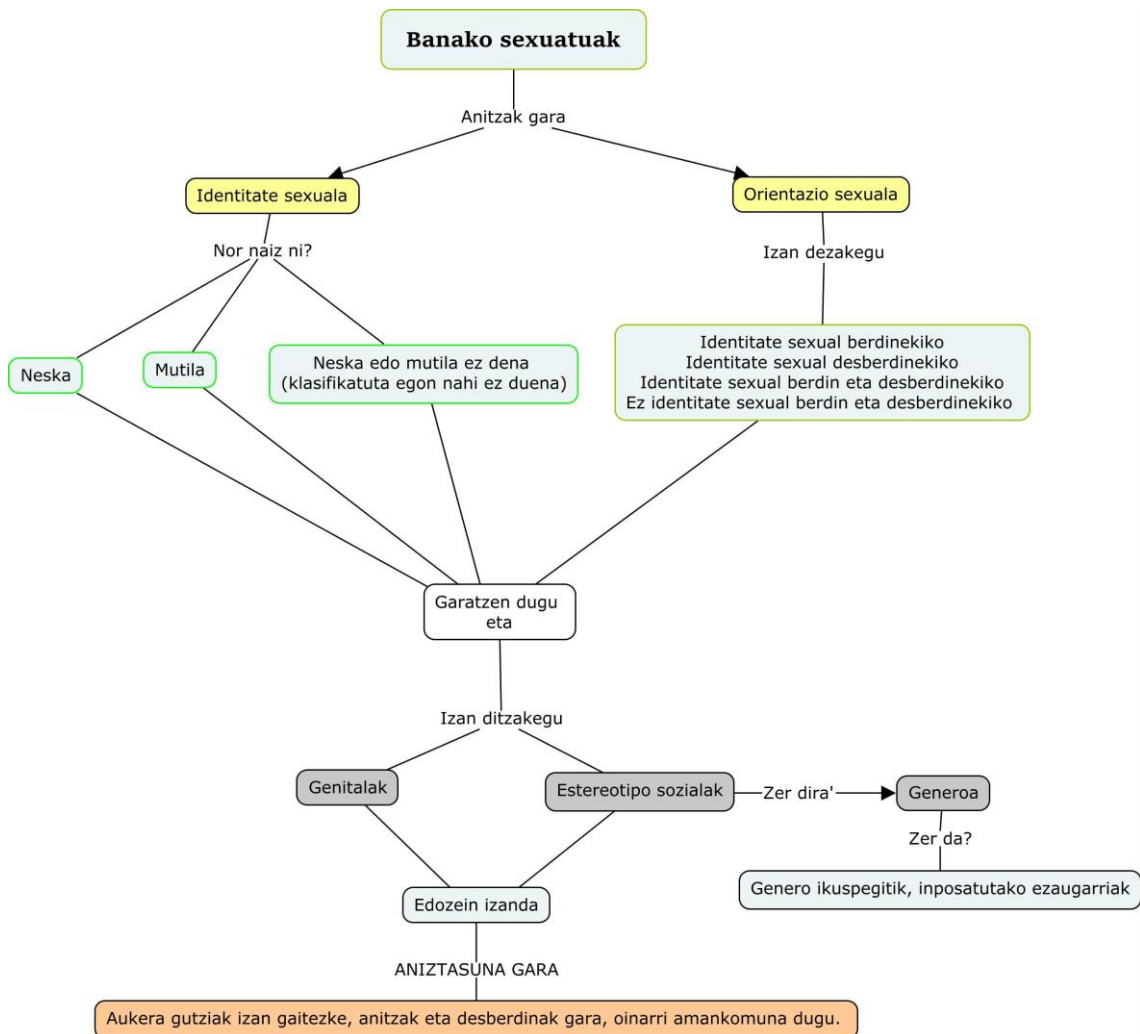 Banako sexuatuak
Anitzak gara
Identitate sexuala
Orientazio sexuala
Nor naiz ni?
Izan dezakegu
Neska
Mutila
Neska edo mutila ez dena
(klasifikatuta egon nahi ez duena)
Identitate sexual berdinekiko
Identitate sexual desberdinekiko
Identitate sexual berdin eta desberdinekiko
Ez identitate sexual berdin eta desberdinekiko
Garatzen dugu
eta
Izan ditzakegu
Genitalak
Estereotipo sozialak
Zer dira'
Generoa
Zer da?
Genero ikuspegitik, inposatutako ezaugarriak
Edozein izanda
ANIZTASUNA GARA
Aukera gutziak izan gaitezke, anitzak eta desberdinak gara, oinarri amankomuna dugu.